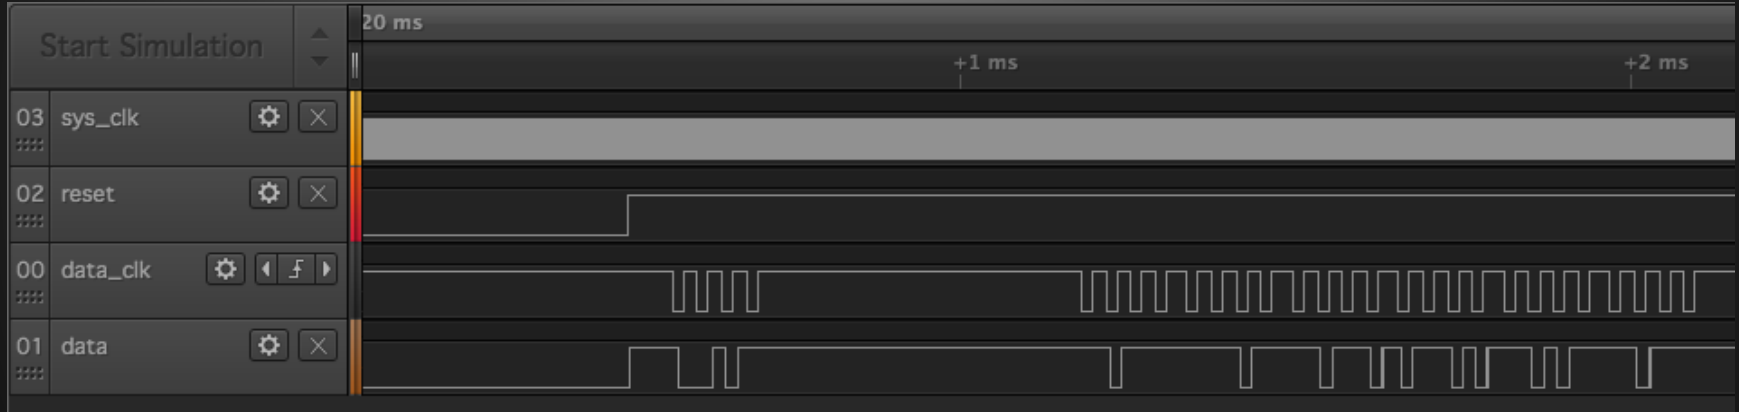 Start Simulation
20 ms
+1 ms
+2 ms
03 sys_clk
02 reset
00 data_clk
01 data